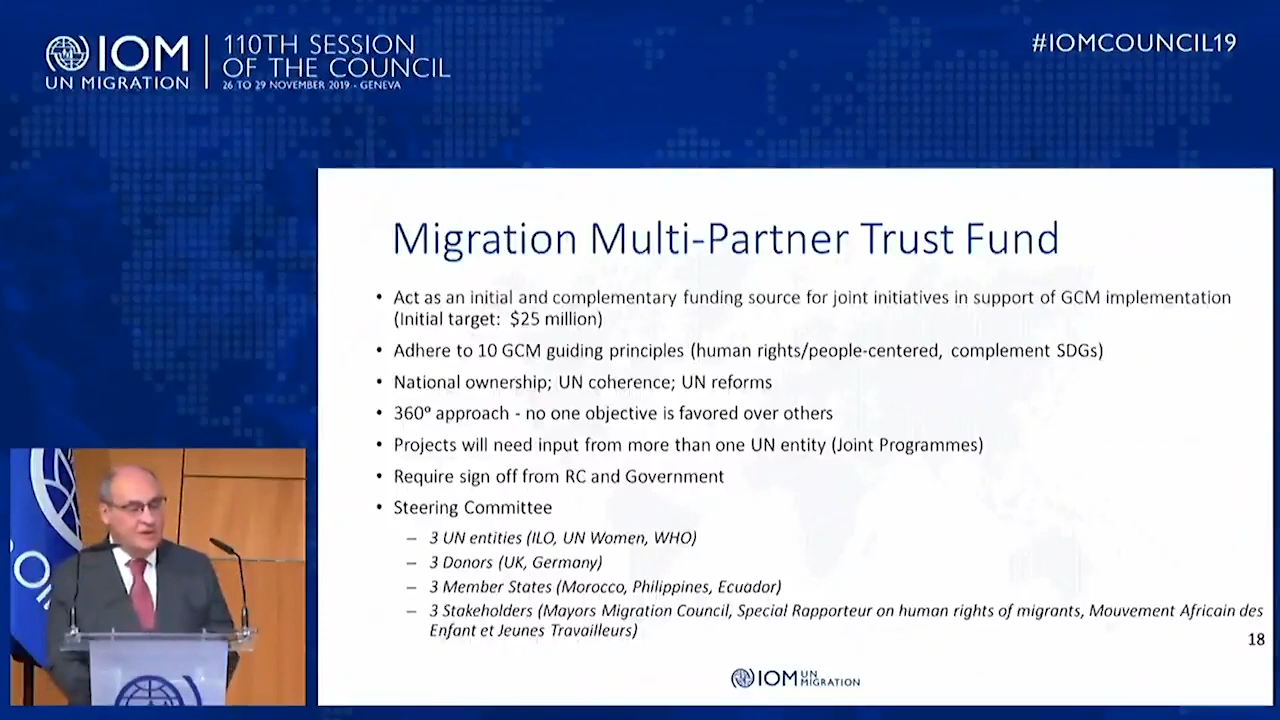 IOM
UN MIGRATION
110TH SESSION
OF THE COUNCIL
26 TO 29 NOVEMBER 2019 - GENEVA
#IOMCOUNCIL19
Migration Multi-Partner Trust Fund
• Act as an initial and complementary funding source for joint initiatives in support of GCM implementation
(Initial target: $25 million)
• Adhere to 10 GCM guiding principles (human rights/people-centered, complement SDGs)
• National ownership; UN coherence; UN reforms
• 360º approach - no one objective is favored over others
• Projects will need input from more than one UN entity (Joint Programmes)
• Require sign off from RC and Government
• Steering Committee
– 3 UN entities (ILO, UN Women, WHO)
– 3 Donors (UK, Germany)
– 3 Member States (Morocco, Philippines, Ecuador)
– 3 Stakeholders (Mayors Migration Council, Special Rapporteur on human rights of migrants, Mouvement Africain des
Enfant et Jeunes Travailleurs)
18
IOM UN
MIGRATION